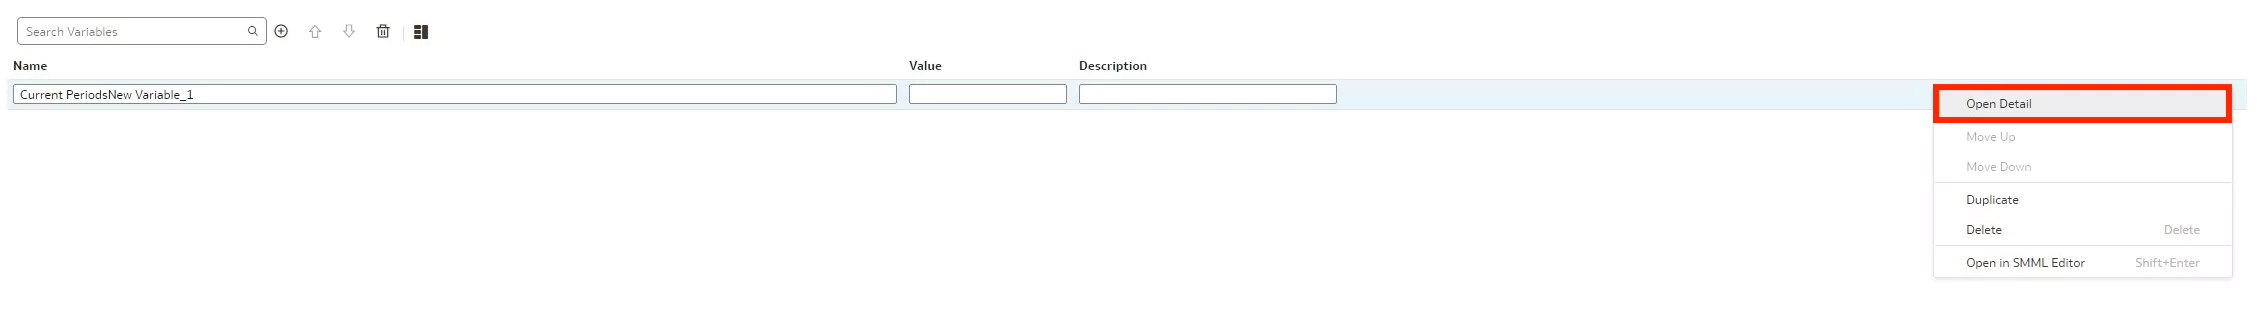 Search Variables
Name Value Description
Current PeriodsNew Variable_1
Open Detail
Move Up
Move Down
Duplicate
Delete Delete
Open in SMML Editor Shift+Enter